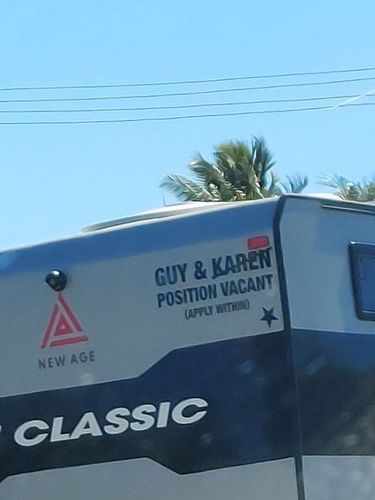 GUY & KAREN
POSITION VACANT
(APPLY WITHIN)
NEW AGE
CLASSIC